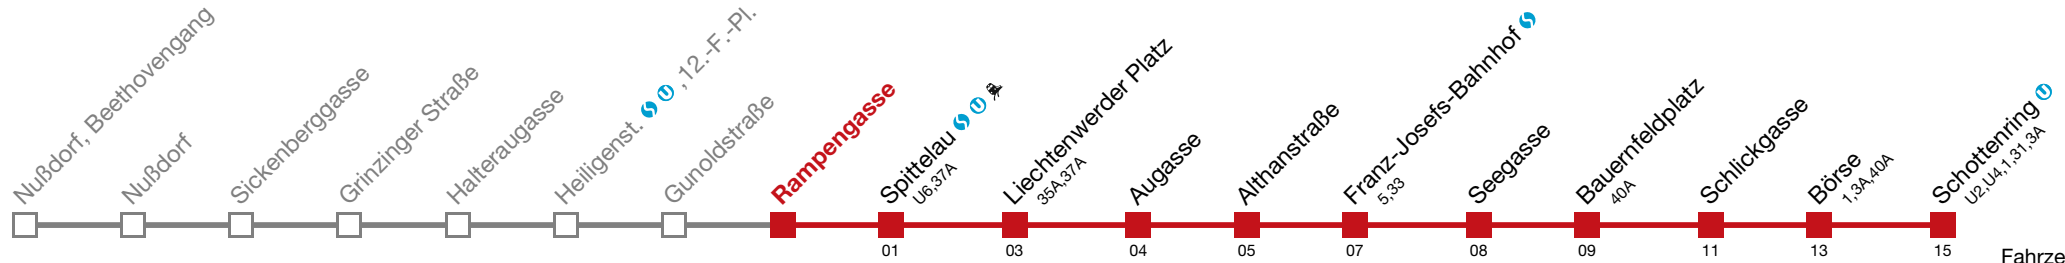 Nußdorf, Beethovengang
Nußdorf
Sickenberggasse
Grinzinger Straße
Halteraugasse
Heiligenst. S U , 12.-F.-Pl.
Gunoldstraße
Rampengasse
Spittelau S U
U6,37A
Liechtenwerder Platz
35A,37A
Augasse
Althanstraße
Franz-Josefs-Bahnhof S
5,33
Seegasse
Bauernfeldplatz
40A
Schlickgasse
Börse
1,3A,40A
Schottenring U
U2,U4,1,31,3A
01 03 04 05 07 08 09 11 13 15
Fahrze